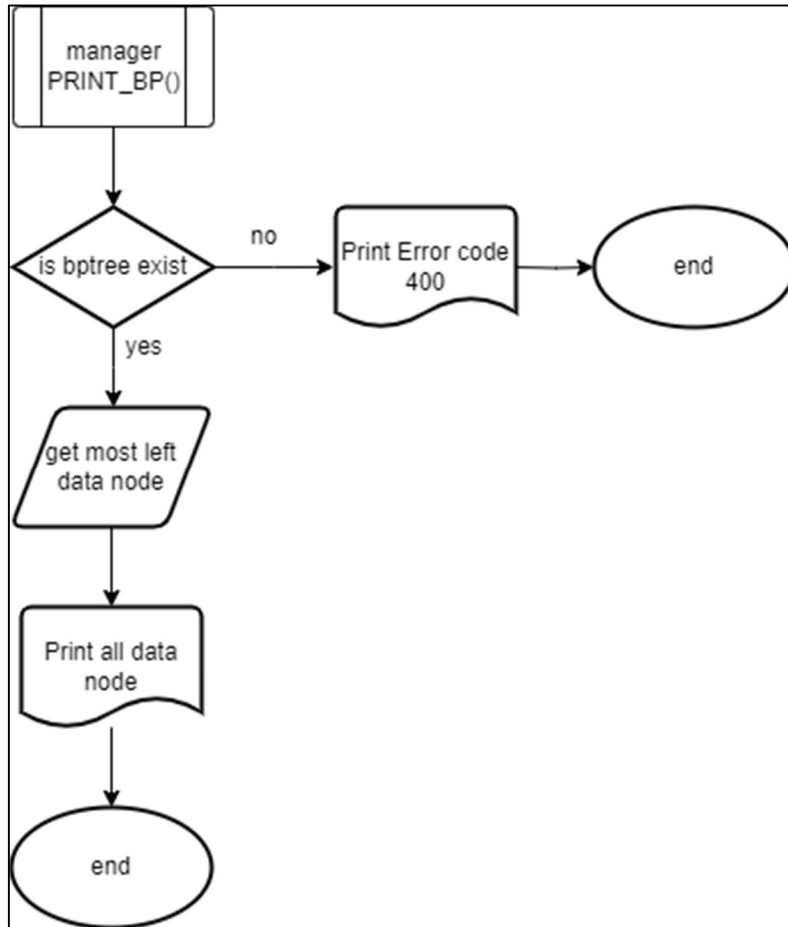 manager
PRINT_BP()
is bptree exist
no
Print Error code
400
end
yes
get most left
data node
Print all data
node
end